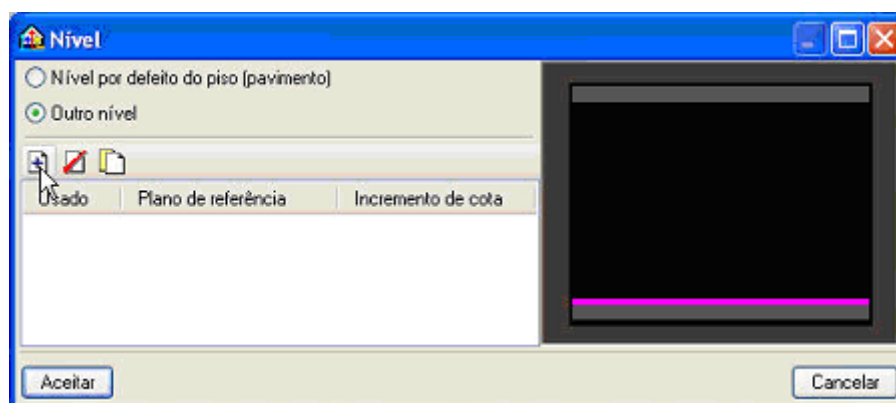 Nível
Nível por defeito do piso (pavimento)
Outro nível
Usado Plano de referência Incremento de cota
Aceitar Cancelar